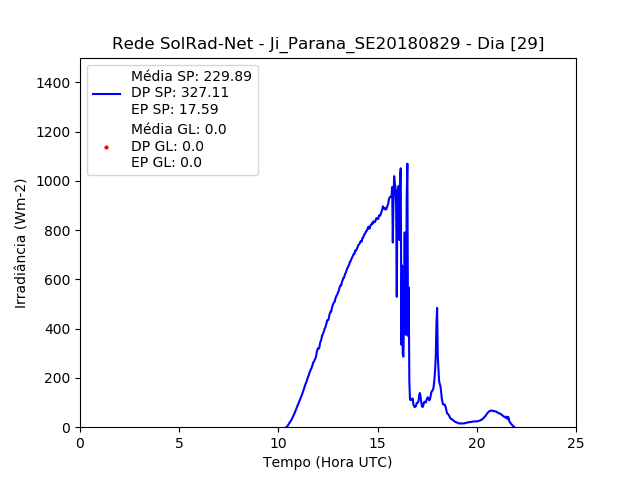 Rede SolRad-Net - Ji_Parana_SE20180829 - Dia [29]
Média SP: 229.89
DP SP: 327.11
EP SP: 17.59
Média GL: 0.0
DP GL: 0.0
EP GL: 0.0
Irradiância (Wm-2)
1400
1200
1000
800
600
400
200
0
0 5 10 15 20 25
Tempo (Hora UTC)